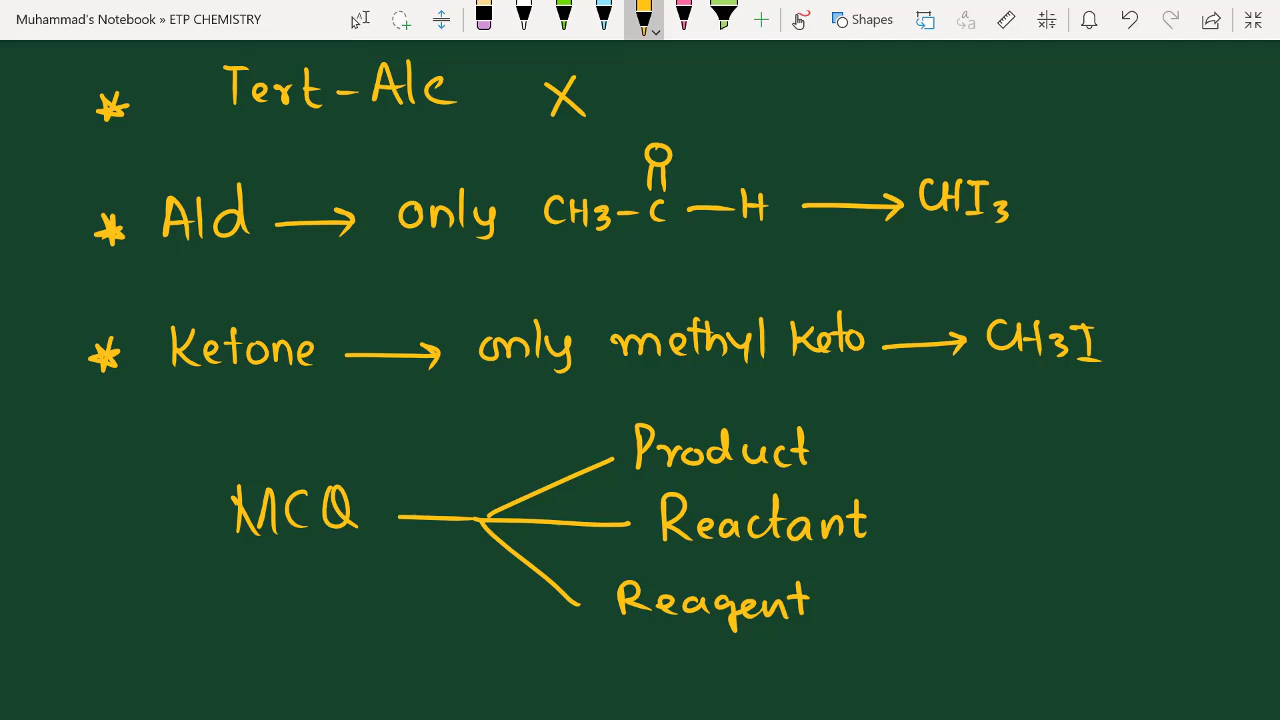 Muhammad's Notebook » ETP CHEMISTRY
Shapes
* Tert-Alc X
O
* Ald → only CH3-C-H → CHI3
* Ketone → only methyl keto → CH3I
Product
MCQ
Reactant
Reagent